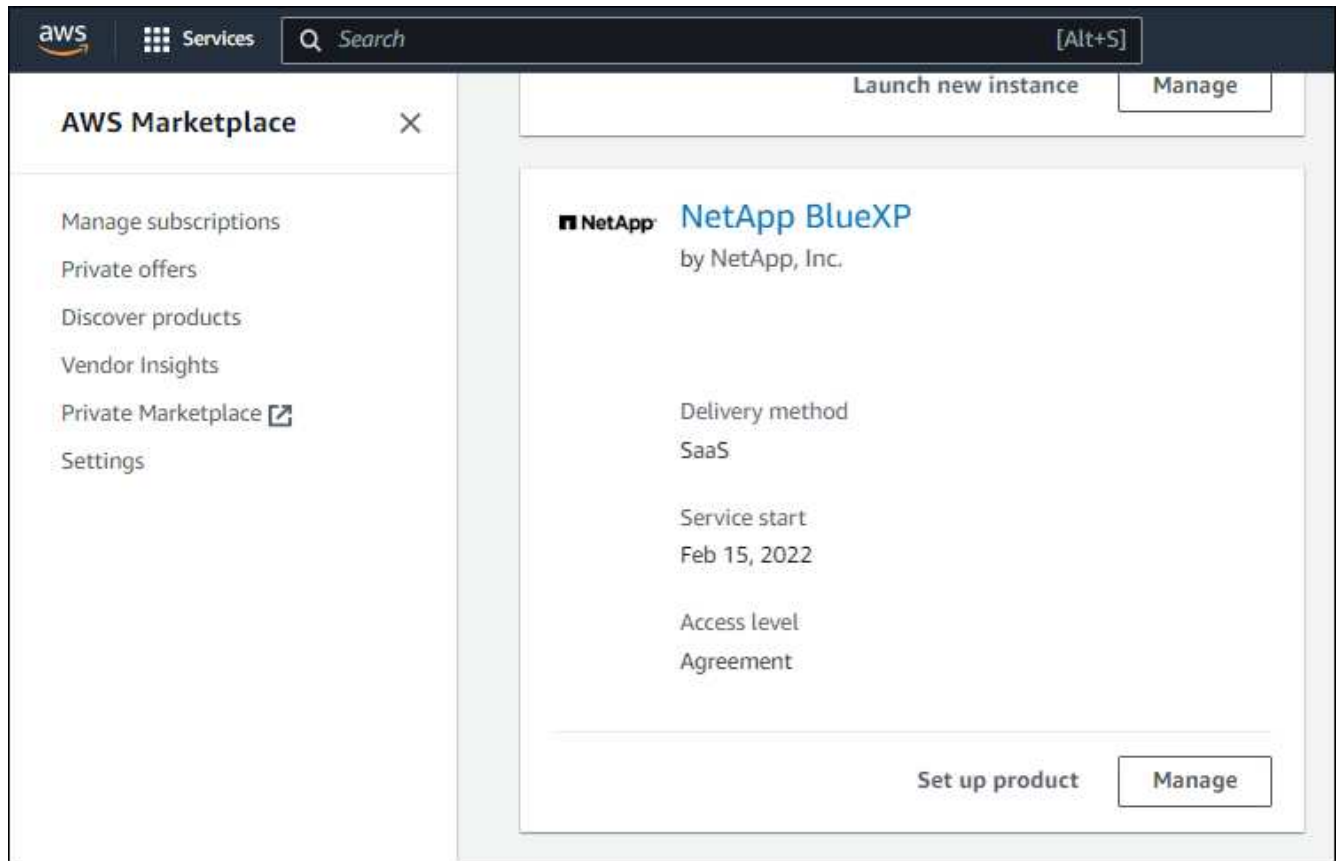 aws
Services
Search
[Alt+S]
AWS Marketplace
Manage subscriptions
Private offers
Discover products
Vendor Insights
Private Marketplace
Settings
Launch new instance
Manage
NetApp
NetApp BlueXP
by NetApp, Inc.
Delivery method
SaaS
Service start
Feb 15, 2022
Access level
Agreement
Set up product
Manage